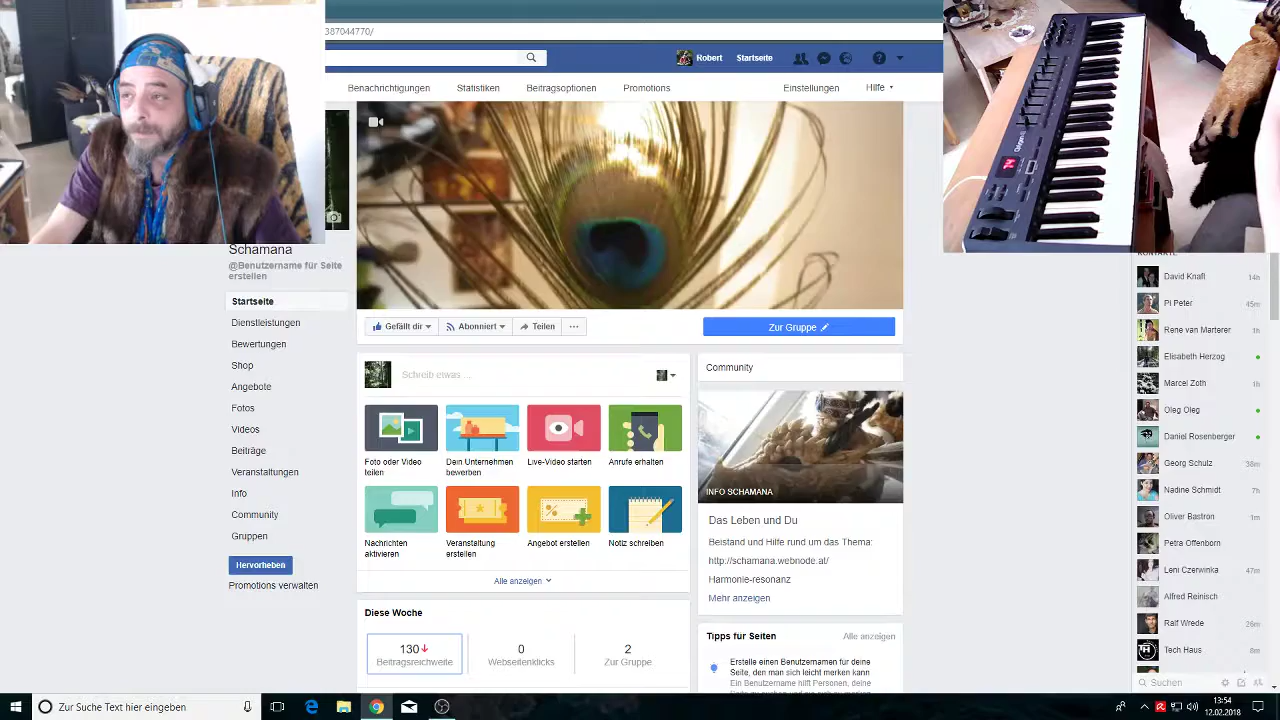 387044770/
Robert
Startseite
Benachrichtigungen
Statistiken
Beitragsoptionen
Promotions
Einstellungen
Hilfe
Schamana
@Benutzername für Seite
erstellen
Startseite
Dienstleistungen
Bewertungen
Shop
Angebote
Fotos
Videos
Beiträge
Veranstaltungen
Info
Community
Gruppen
Hervorheben
Promotions verwalten
Gefällt dir
Abonniert
Teilen
Zur Gruppe
Schreib etwas ...
Foto oder Video
teilen
Dein Unternehmen
bewerben
Live-Video starten
Anrufe erhalten
Nachrichten
aktivieren
Veranstaltung
erstellen
Angebot erstellen
Notiz schreiben
Alle anzeigen
Diese Woche
130
Beitragsreichweite
0
Webseitenklicks
2
Zur Gruppe
Community
INFO SCHAMANA
Das Leben und Du
Beistand und Hilfe rund um das Thema:
http://schamana.webnode.at/
Harmonie-resonanz
Mehr anzeigen
Tipps für Seiten
Alle anzeigen
Erstelle einen Benutzernamen für deine
Seite, den man sich leicht merken kann
Ein Benutzername hilft Personen, deine
KONTAKTE
David Knafl 14h
Pl Peter 45m
Rene van Marterer 1h
Elisabeth Herzog
Marcel Zoth 1h
Oleg Oleg
Daniel Rosenberger
Georg Schulz 38m
Nadine Schmidt 7h
Oliver Bastron 1m
Petra Offenborn
Leni Czerwinka 47m
Alfred Reinisch
Ralf Wrede 26m
Tech Haus 8m
Suchen
Zur Suche Text hier eingeben
13:54
12.02.2018